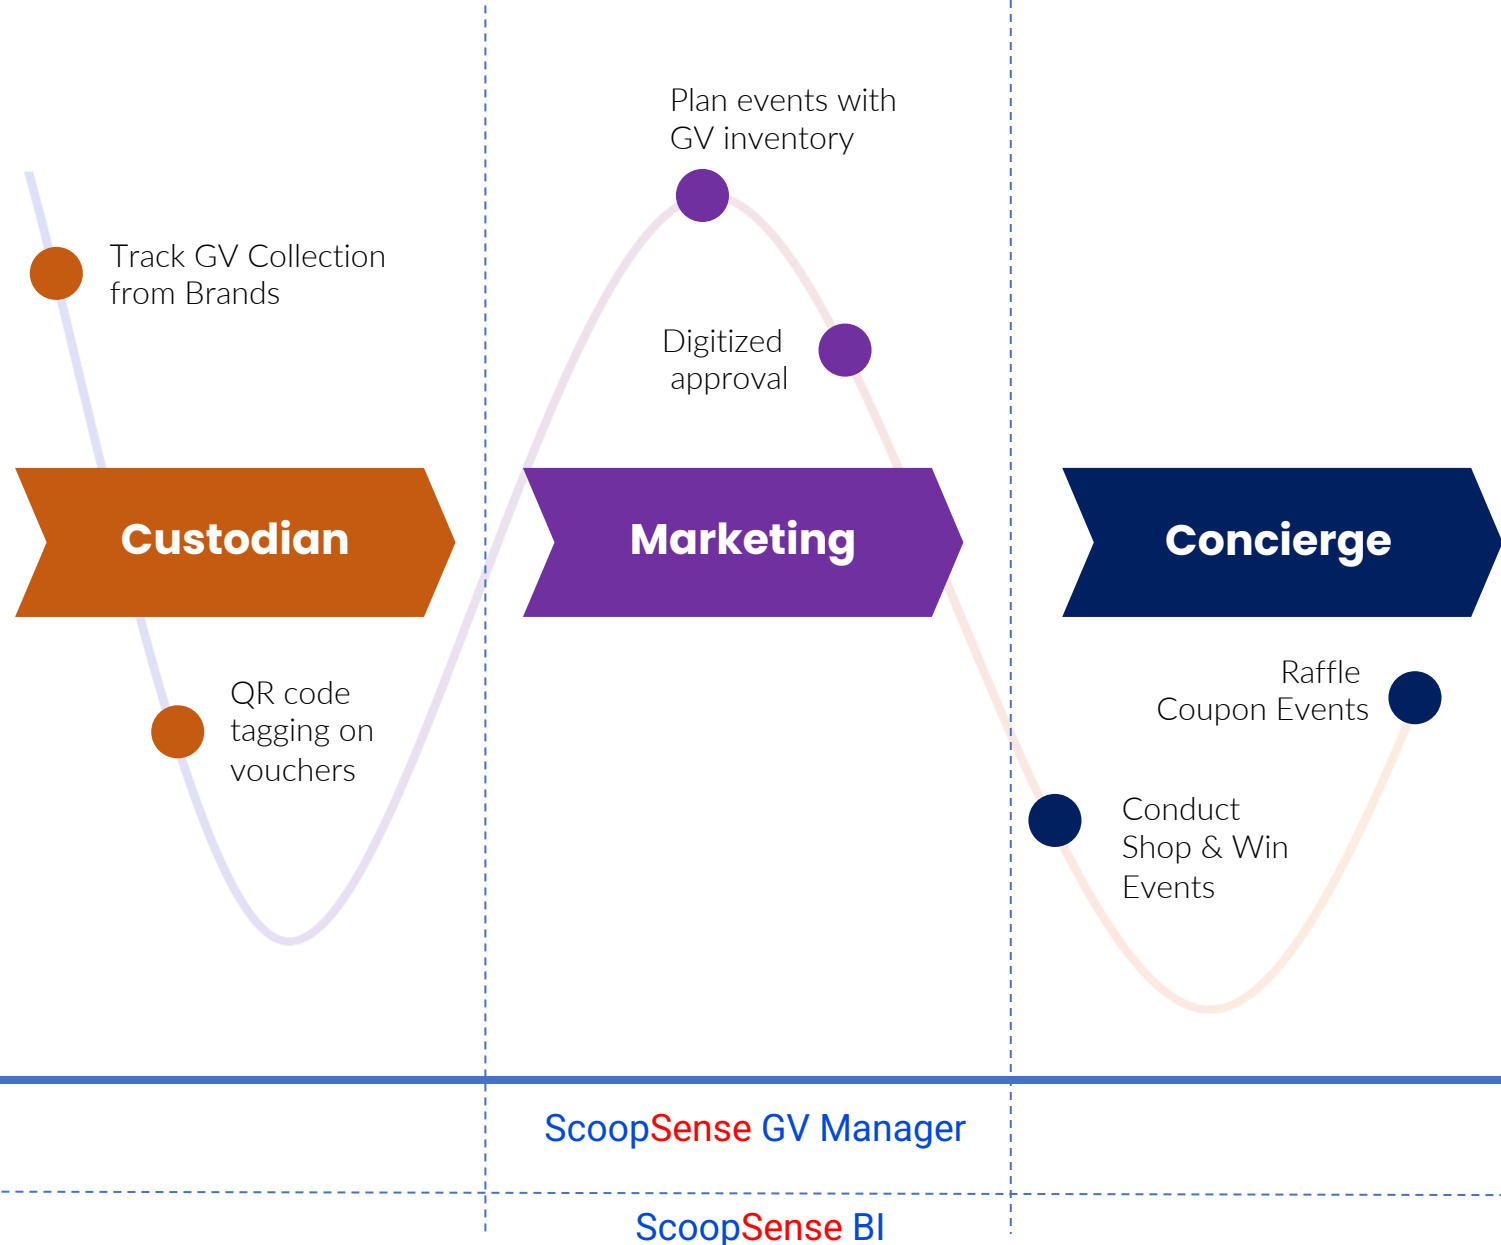 Plan events with
GV inventory
Track GV Collection
from Brands
Digitized
approval
Custodian
Marketing
Concierge
QR code
tagging on
vouchers
Raffle
Coupon Events
Conduct
Shop & Win
Events
ScoopSense GV Manager
ScoopSense BI